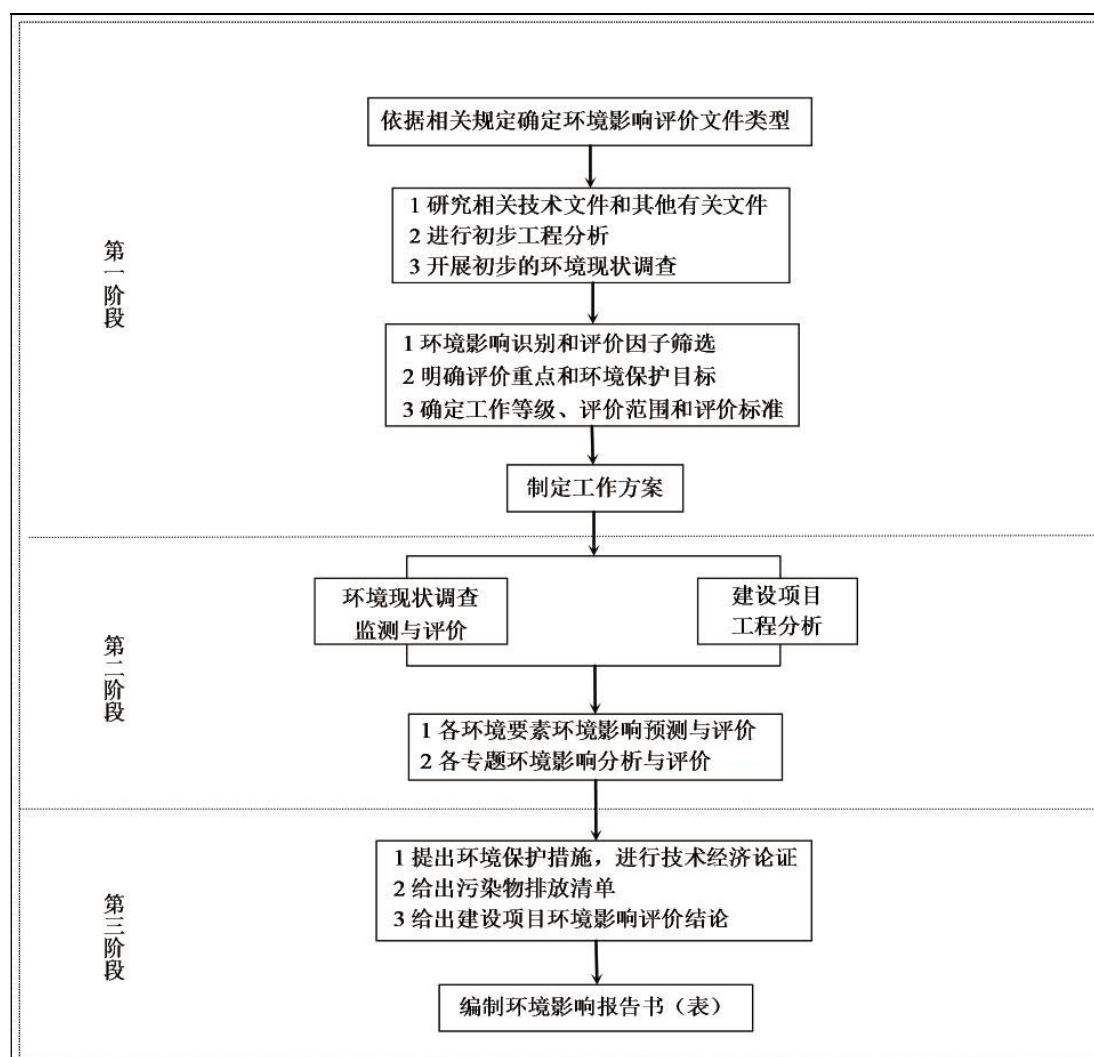 依据相关规定确定环境影响评价文件类型
1 研究相关技术文件和其他有关文件
2 进行初步工程分析
3 开展初步的环境现状调查
第一阶段
1 环境影响识别和评价因子筛选
2 明确评价重点和环境保护目标
3 确定工作等级、评价范围和评价标准
制定工作方案
环境现状调查
监测与评价
建设项目
工程分析
第二阶段
1 各环境要素环境影响预测与评价
2 各专题环境影响分析与评价
第三阶段
1 提出环境保护措施，进行技术经济论证
2 给出污染物排放清单
3 给出建设项目环境影响评价结论
编制环境影响报告书（表）